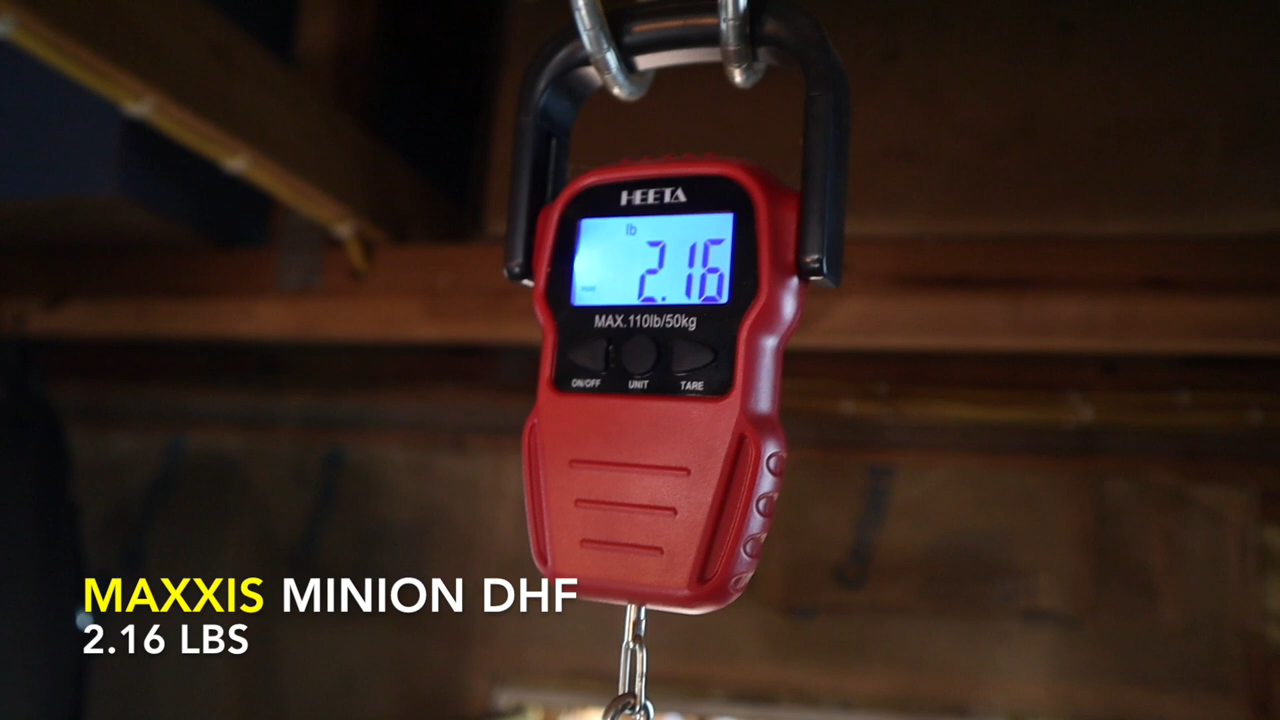 HEETA
lb
2.16
MAX.110lb/50kg
ON/OFF UNIT TARE
MAXXIS MINION DHF
2.16 LBS